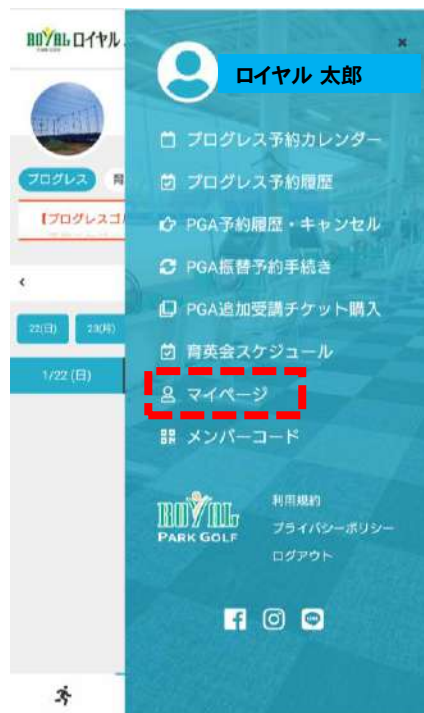 ROYAL ロイヤル
PARK GOLF
プログレス
【プログレスゴル
22(日) 23(月)
1/22 (日)
ロイヤル 太郎
プログレス予約カレンダー
プログレス予約履歴
PGA予約履歴・キャンセル
PGA振替予約手続き
PGA追加受講チケット購入
育英会スケジュール
マイページ
メンバーコード
ROYAL
PARK GOLF
利用規約
プライバシーポリシー
ログアウト